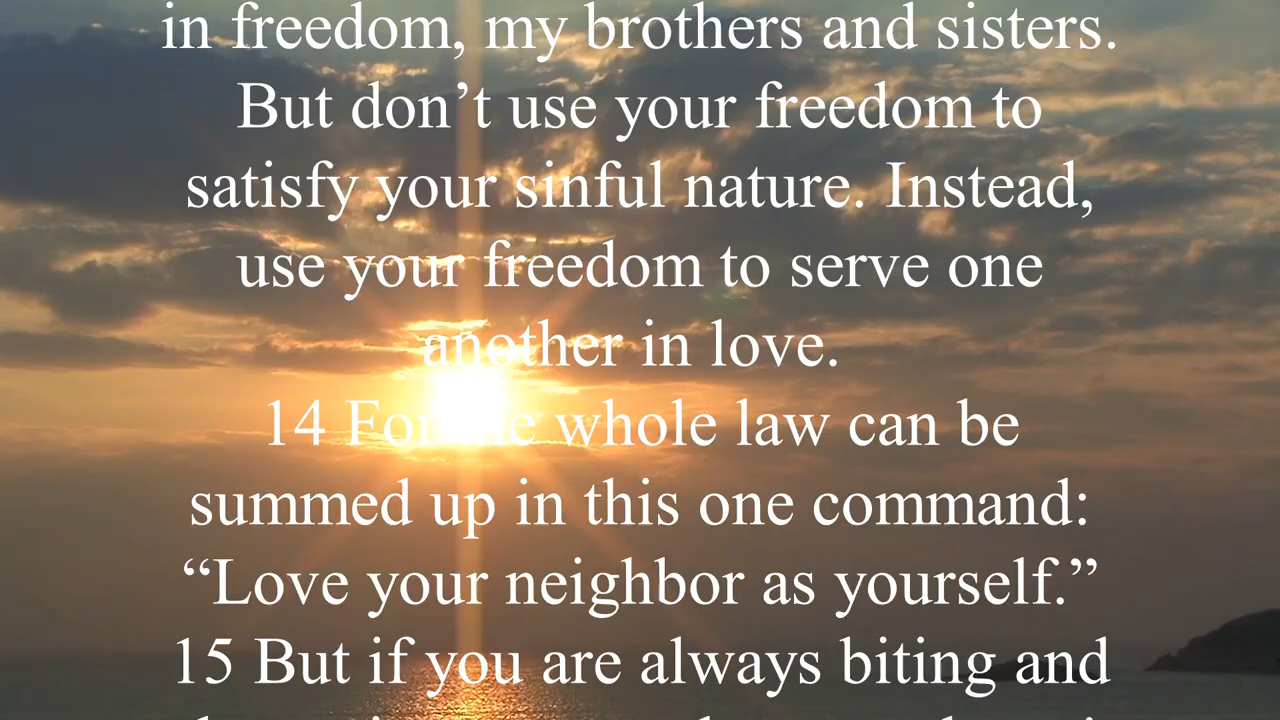 in freedom, my brothers and sisters.
But don’t use your freedom to
satisfy your sinful nature. Instead,
use your freedom to serve one
another in love.
14 For the whole law can be
summed up in this one command:
“Love your neighbor as yourself.”
15 But if you are always biting and